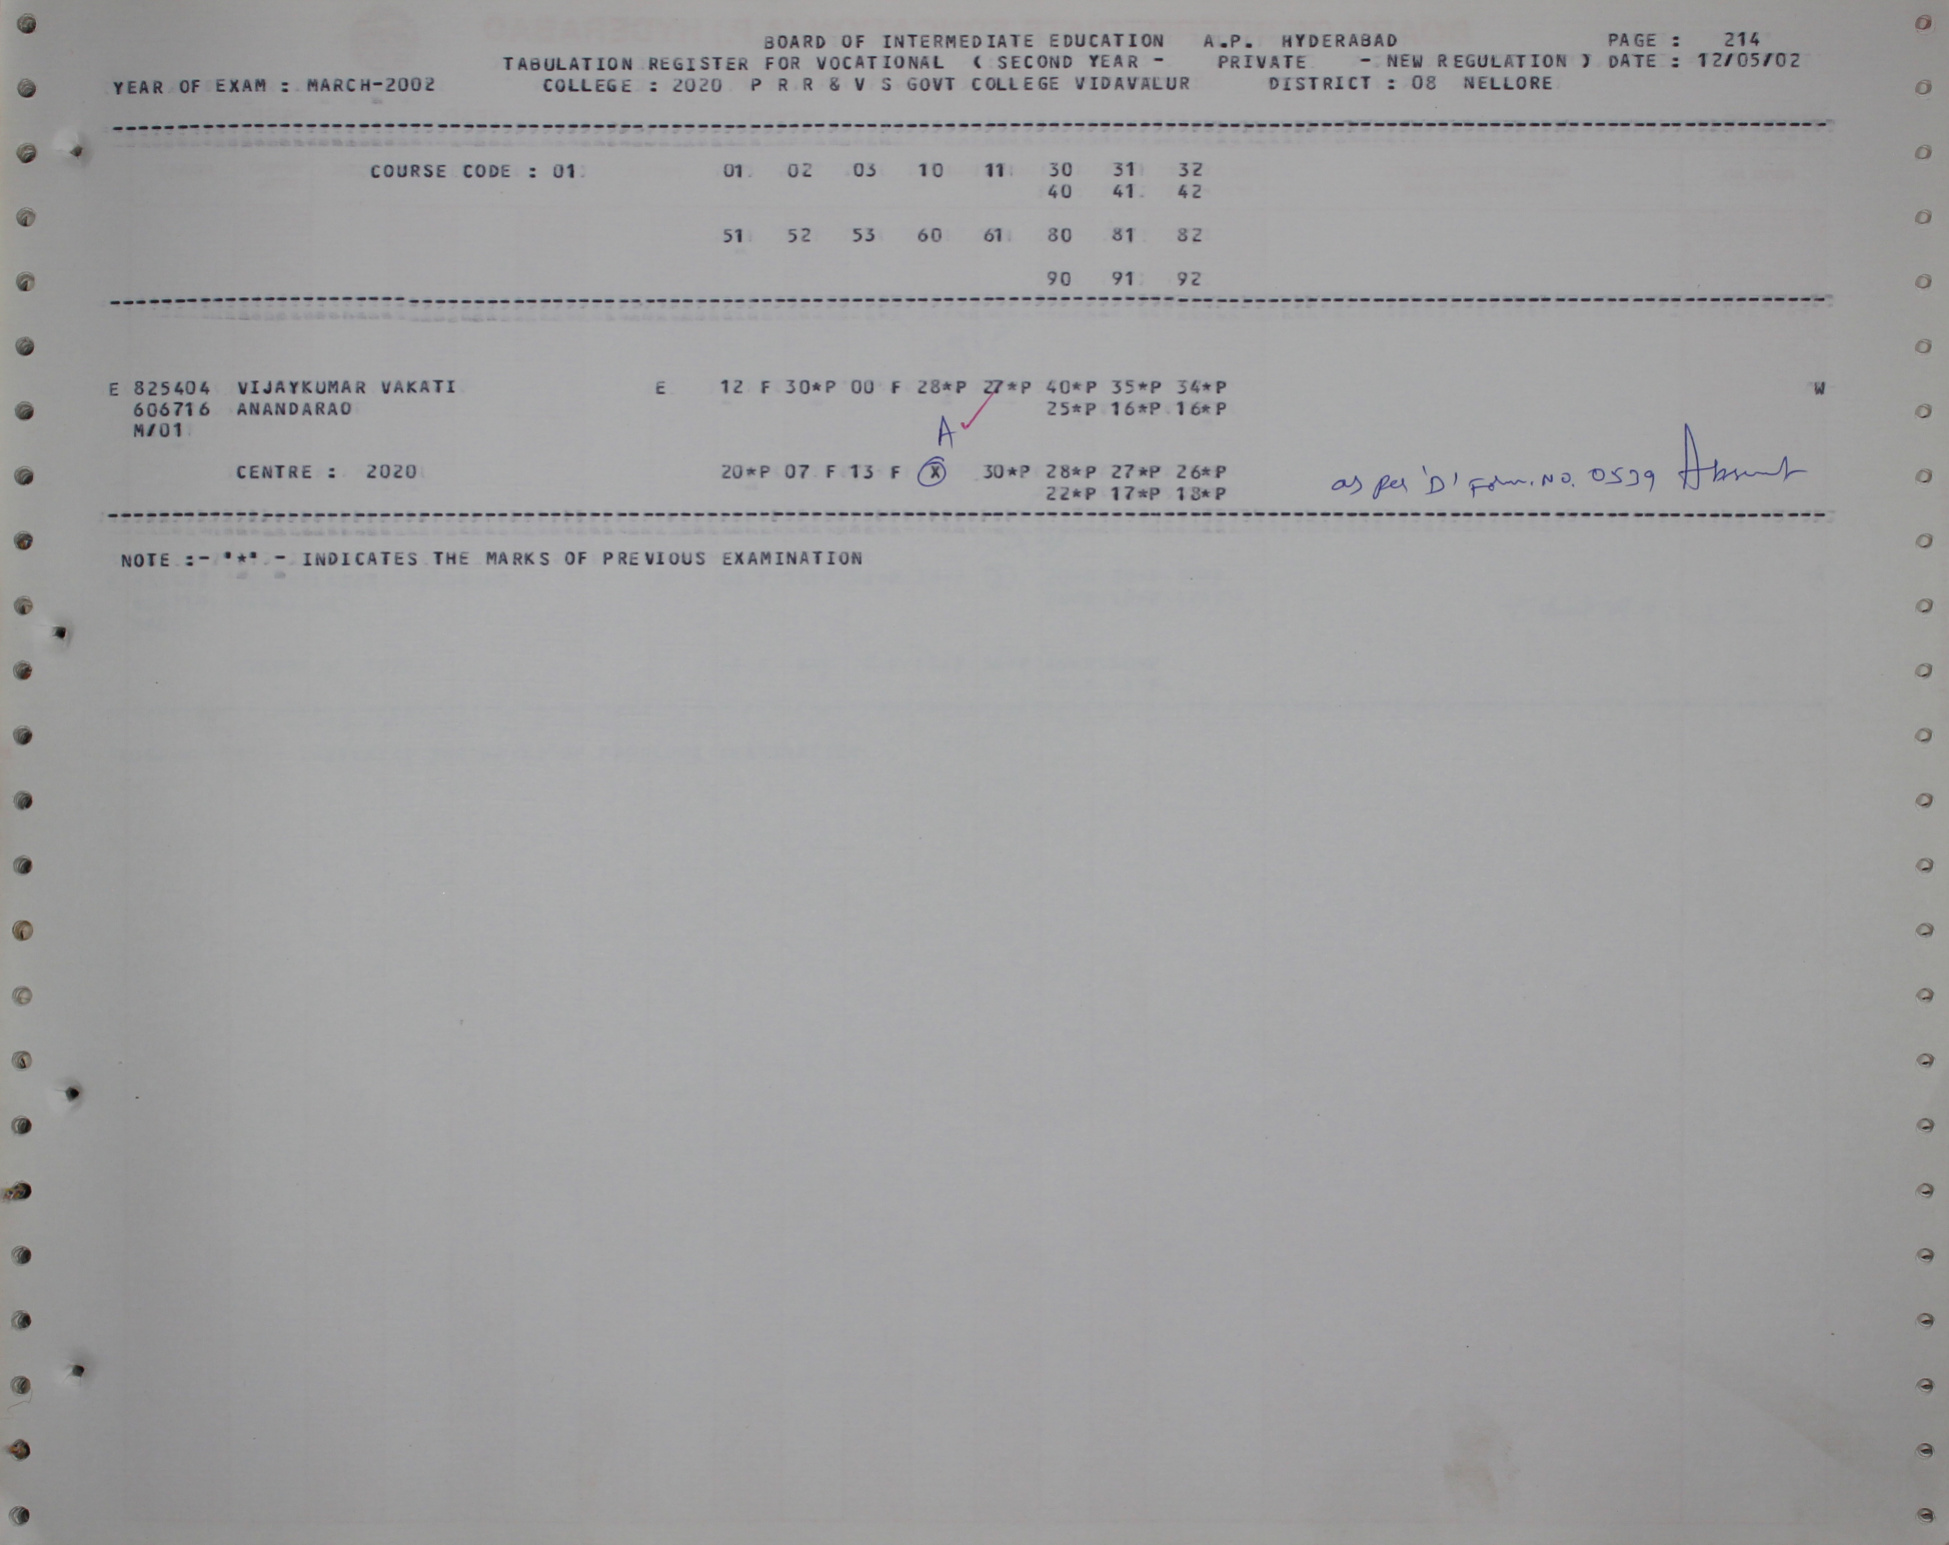 BOARD OF INTERMEDIATE EDUCATION A.P. HYDERABAD PAGE : 214
TABULATION REGISTER FOR VOCATIONAL ( SECOND YEAR - PRIVATE - NEW REGULATION ) DATE : 12/05/02
YEAR OF EXAM : MARCH-2002 COLLEGE : 2020 P R R & V S GOVT COLLEGE VIDAVALUR DISTRICT : 08 NELLORE
COURSE CODE : 01 01 02 03 10 11 30 31 32
40 41 42
51 52 53 60 61 80 81 82
90 91 92
E 825404 VIJAYKUMAR VAKATI E 12 F 30*P 00 F 28*P 27*P 40*P 35*P 34*P W
606716 ANANDARAO 25*P 16*P 16*P
M/01
A
CENTRE : 2020 20*P 07 F 13 F X 30*P 28*P 27*P 26*P as per 'D' Form. NO. 0539 Absent
22*P 17*P 18*P
NOTE :- "*" - INDICATES THE MARKS OF PREVIOUS EXAMINATION